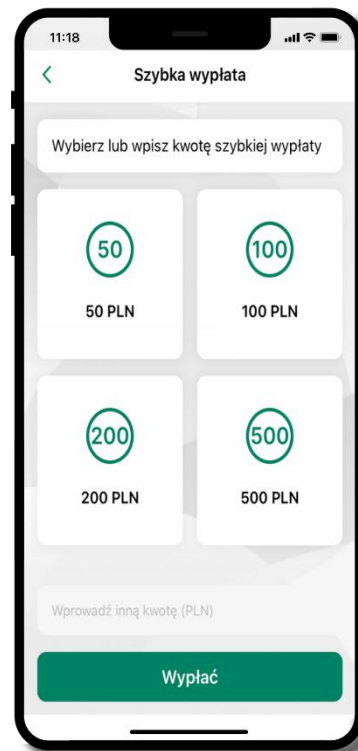 11:18
Szybka wypłata
Wybierz lub wpisz kwotę szybkiej wypłaty
50
100
50 PLN
100 PLN
200
500
200 PLN
500 PLN
Wprowadź inną kwotę (PLN)
Wypłać